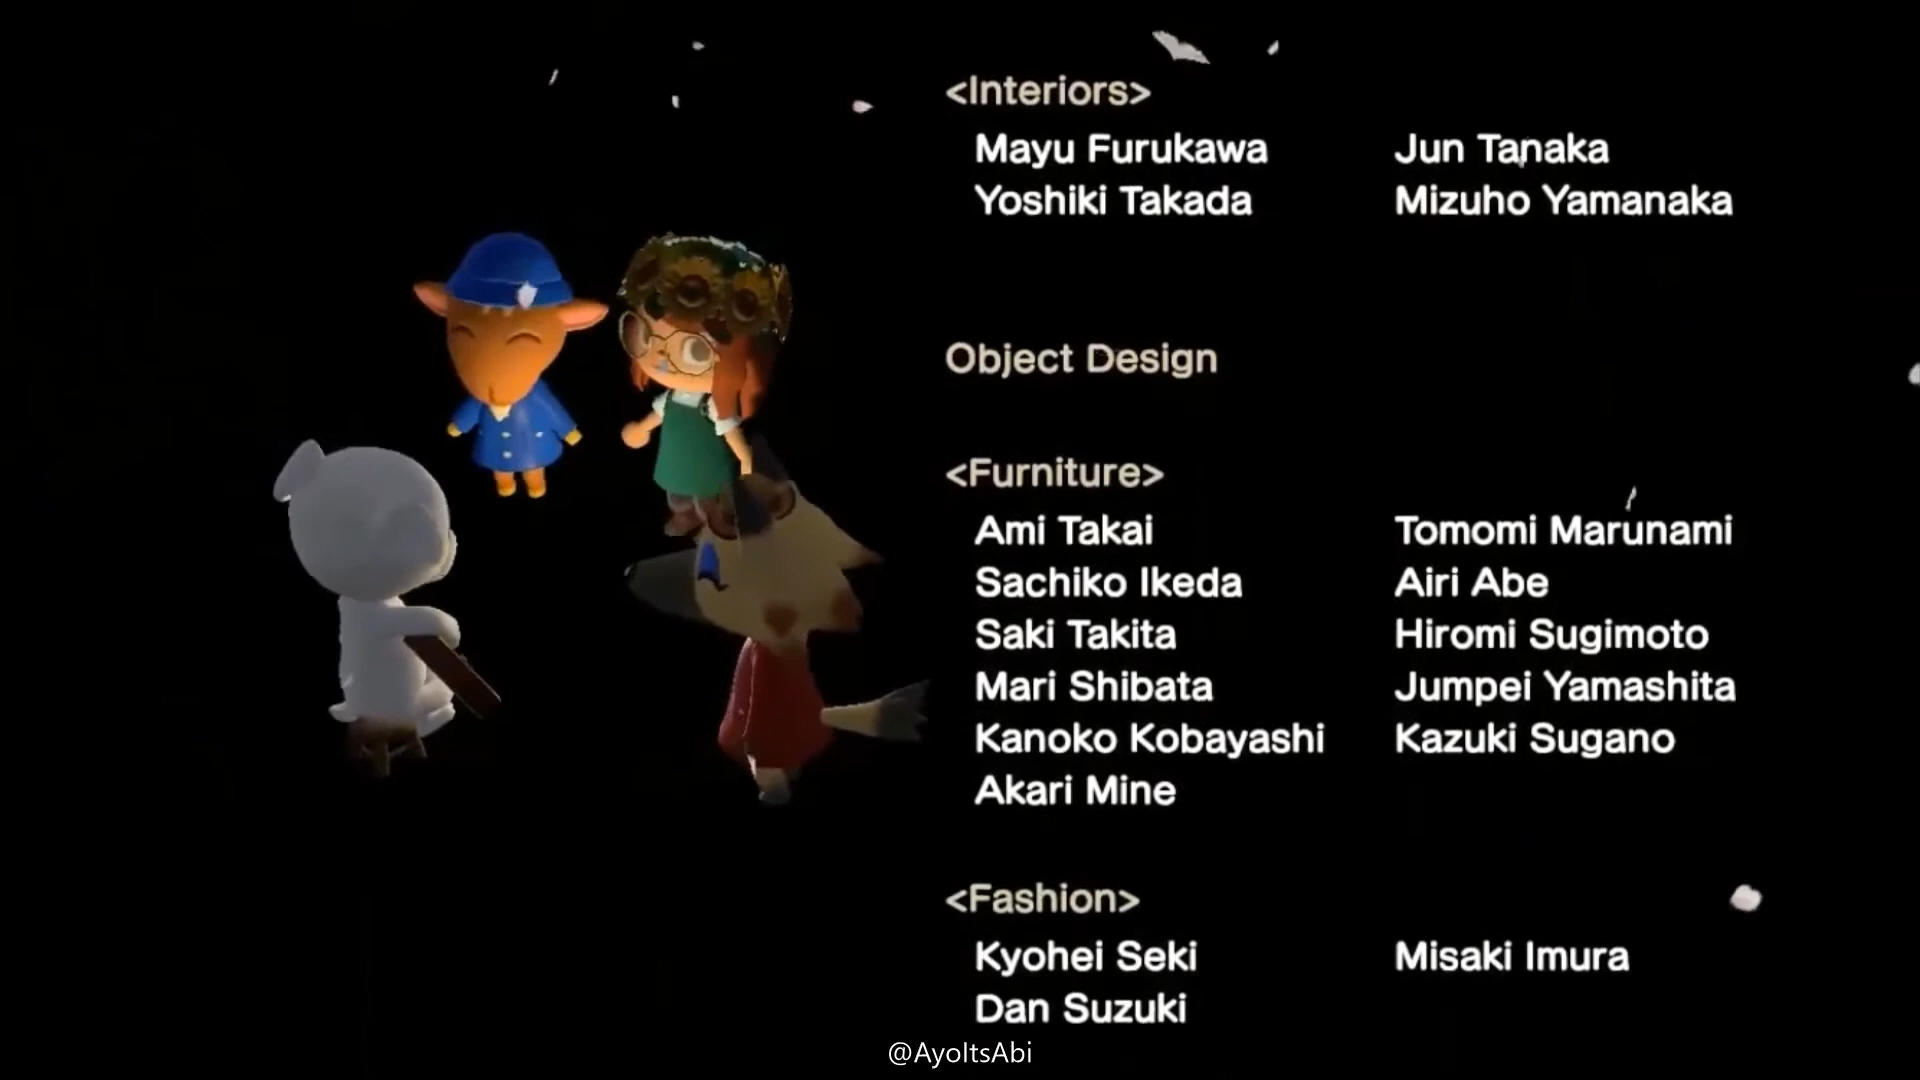 <Interiors>
Mayu Furukawa Jun Tanaka
Yoshiki Takada Mizuho Yamanaka
Object Design
<Furniture>
Ami Takai Tomomi Marunami
Sachiko Ikeda Airi Abe
Saki Takita Hiromi Sugimoto
Mari Shibata Jumpei Yamashita
Kanoko Kobayashi Kazuki Sugano
Akari Mine
<Fashion>
Kyohei Seki Misaki Imura
Dan Suzuki
@AyoItsAbi